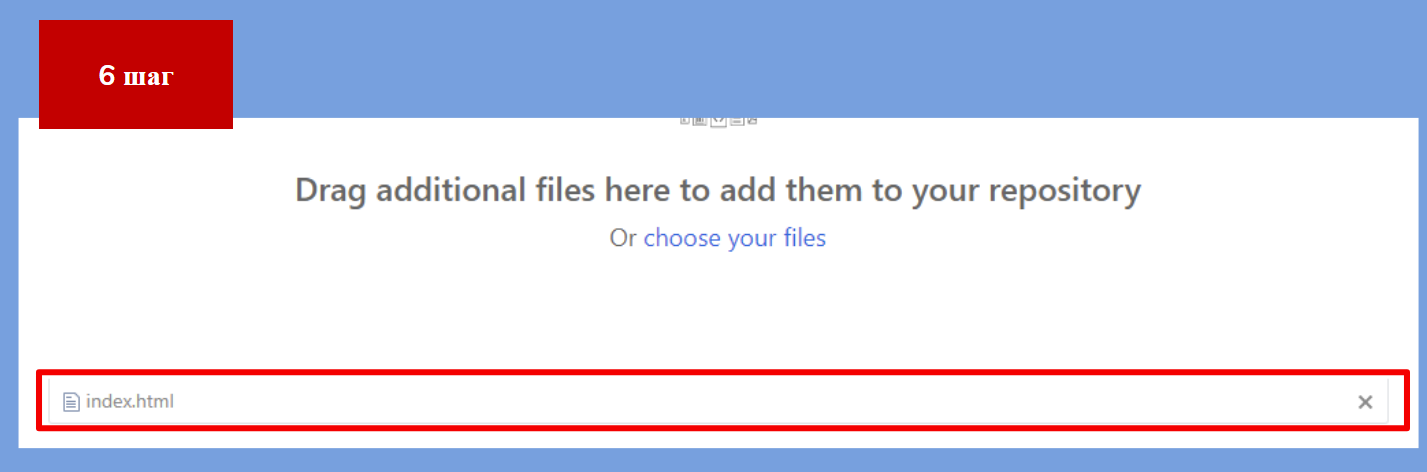 6 шаг
Drag additional files here to add them to your repository
Or choose your files
index.html